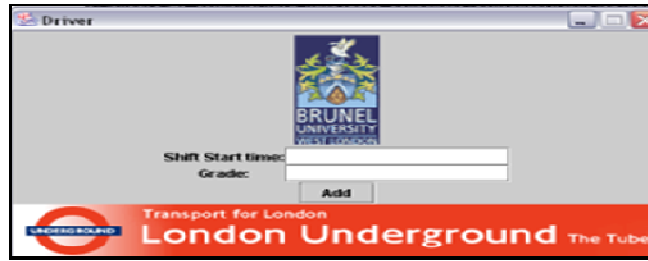 Driver
BRUNEL
UNIVERSITY
WEST LONDON
Shift Start time:
Grade:
Add
UNDERGROUND
Transport for London
London Underground The Tube